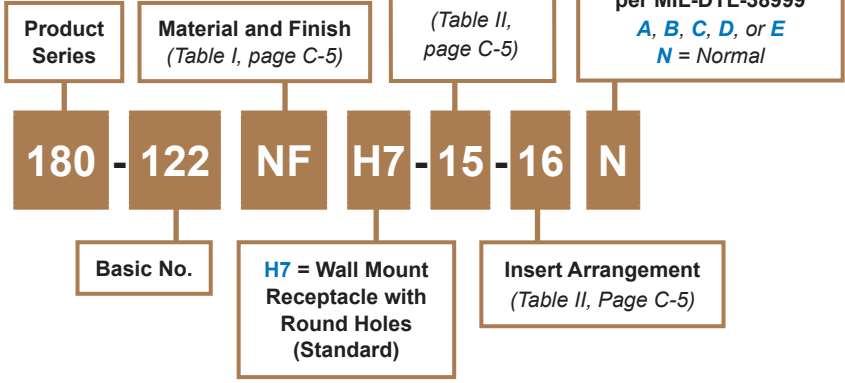 per MIL-DTL-38999
A, B, C, D, or E
N = Normal
(Table II,
page C-5)
Material and Finish
(Table I, page C-5)
Product
Series
180 - 122 NF H7 - 15 - 16 N
Basic No.
H7 = Wall Mount
Receptacle with
Round Holes
(Standard)
Insert Arrangement
(Table II, Page C-5)